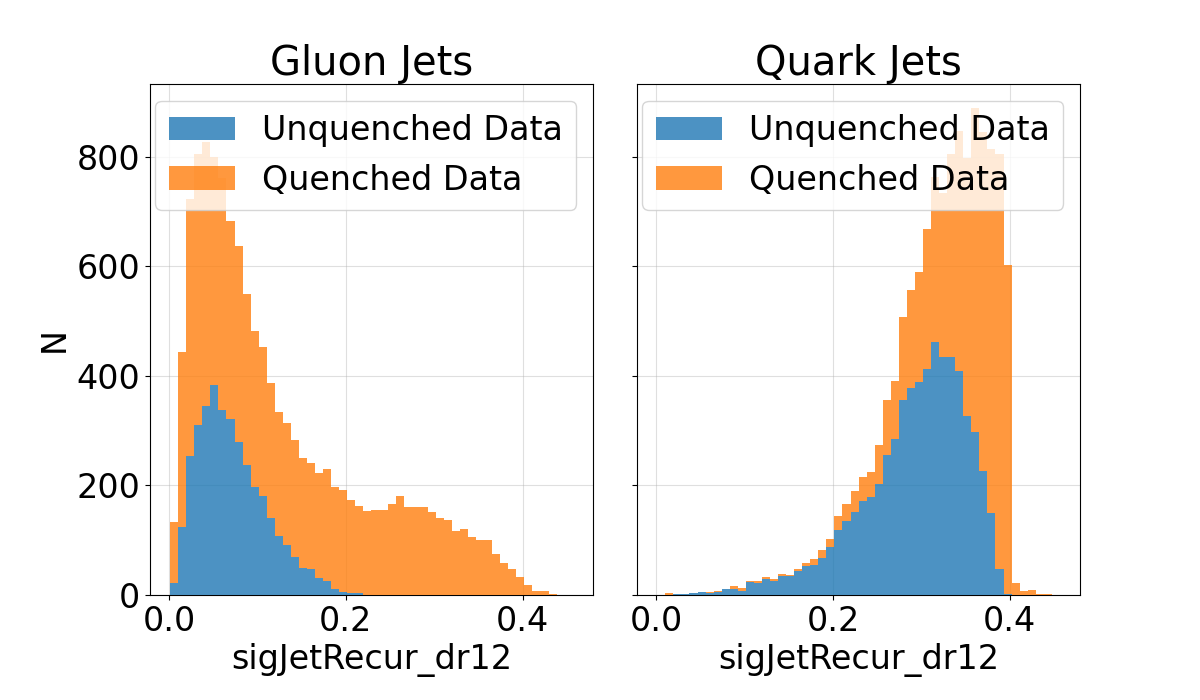 Gluon Jets
Unquenched Data
Quenched Data
N
800
600
400
200
0
0.0 0.2 0.4
sigJetRecur_dr12
Quark Jets
Unquenched Data
Quenched Data
0.0 0.2 0.4
sigJetRecur_dr12